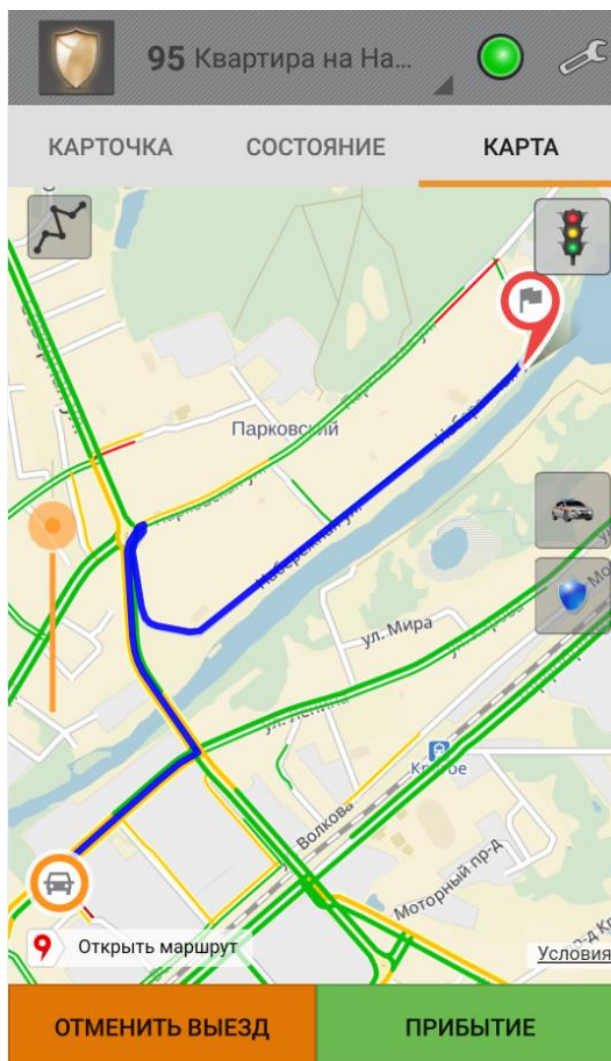 95 Квартира на На...
КАРТОЧКА
СОСТОЯНИЕ
КАРТА
Парковский
Набережная ул.
ул. Мира
ул. Ленина
Волкова
Моторный пр-д
Открыть маршрут
Условия
ОТМЕНИТЬ ВЫЕЗД
ПРИБЫТИЕ